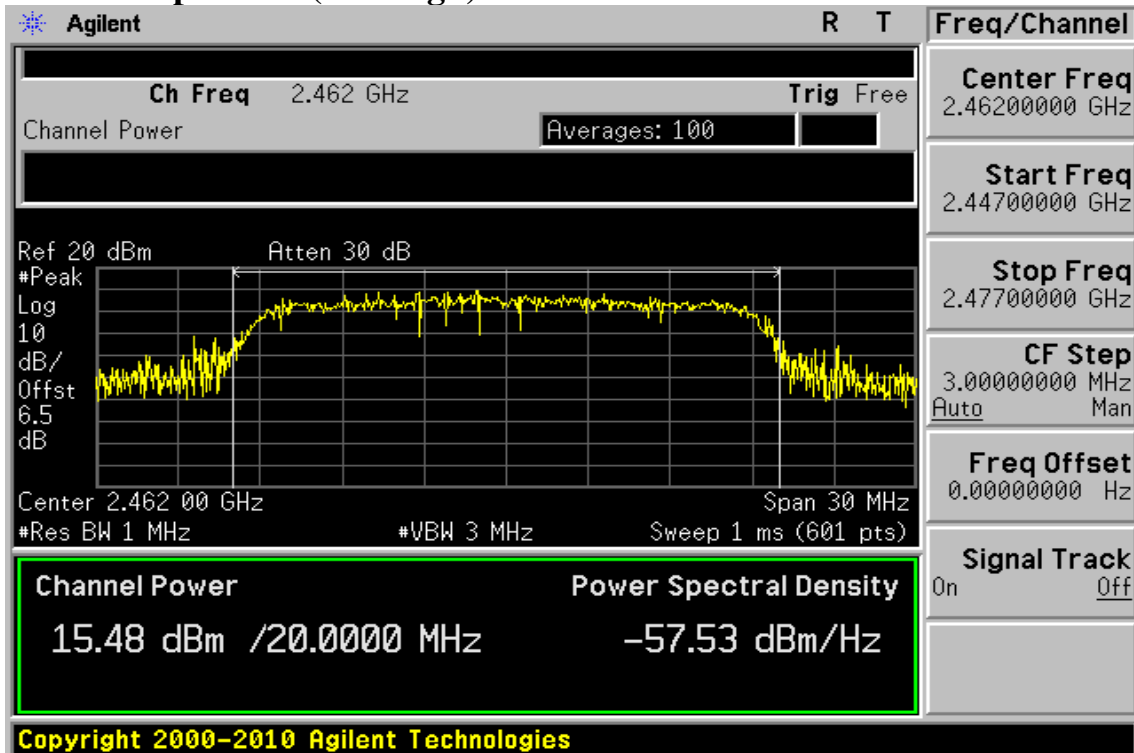 Agilent R T Freq/Channel
Ch Freq 2.462 GHz Trig Free
Channel Power Averages: 100
Ref 20 dBm Atten 30 dB
#Peak
Log
10
dB/
Offst
6.5
dB
Center 2.462 00 GHz Span 30 MHz
#Res BW 1 MHz #VBW 3 MHz Sweep 1 ms (601 pts)
Channel Power Power Spectral Density
15.48 dBm /20.0000 MHz -57.53 dBm/Hz
Center Freq
2.46200000 GHz
Start Freq
2.44700000 GHz
Stop Freq
2.47700000 GHz
CF Step
3.00000000 MHz
Auto Man
Freq Offset
0.00000000 Hz
Signal Track
On Off
Copyright 2000-2010 Agilent Technologies